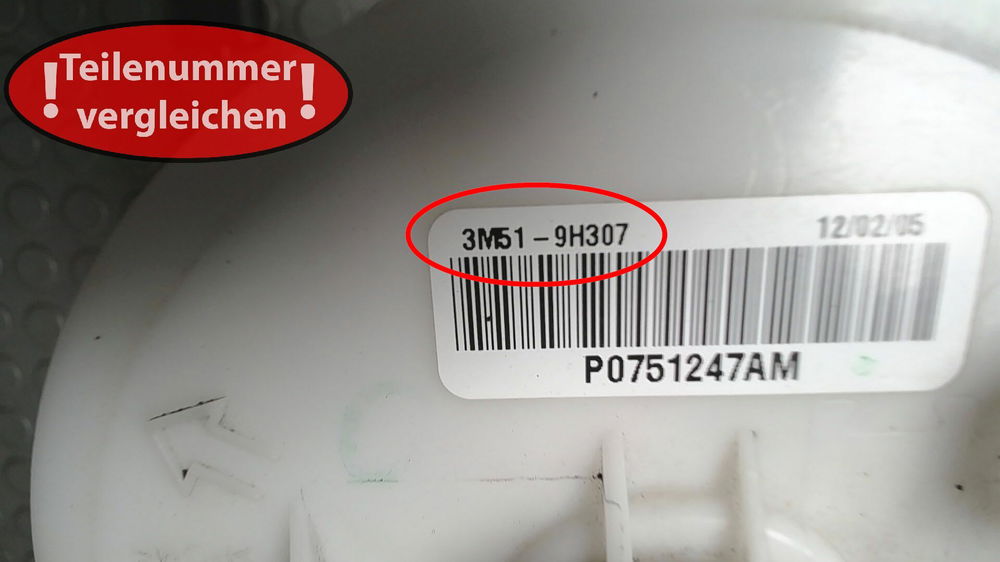 ! Teilenummer !
vergleichen
3M51-9H307 12/02/05
P0751247AM